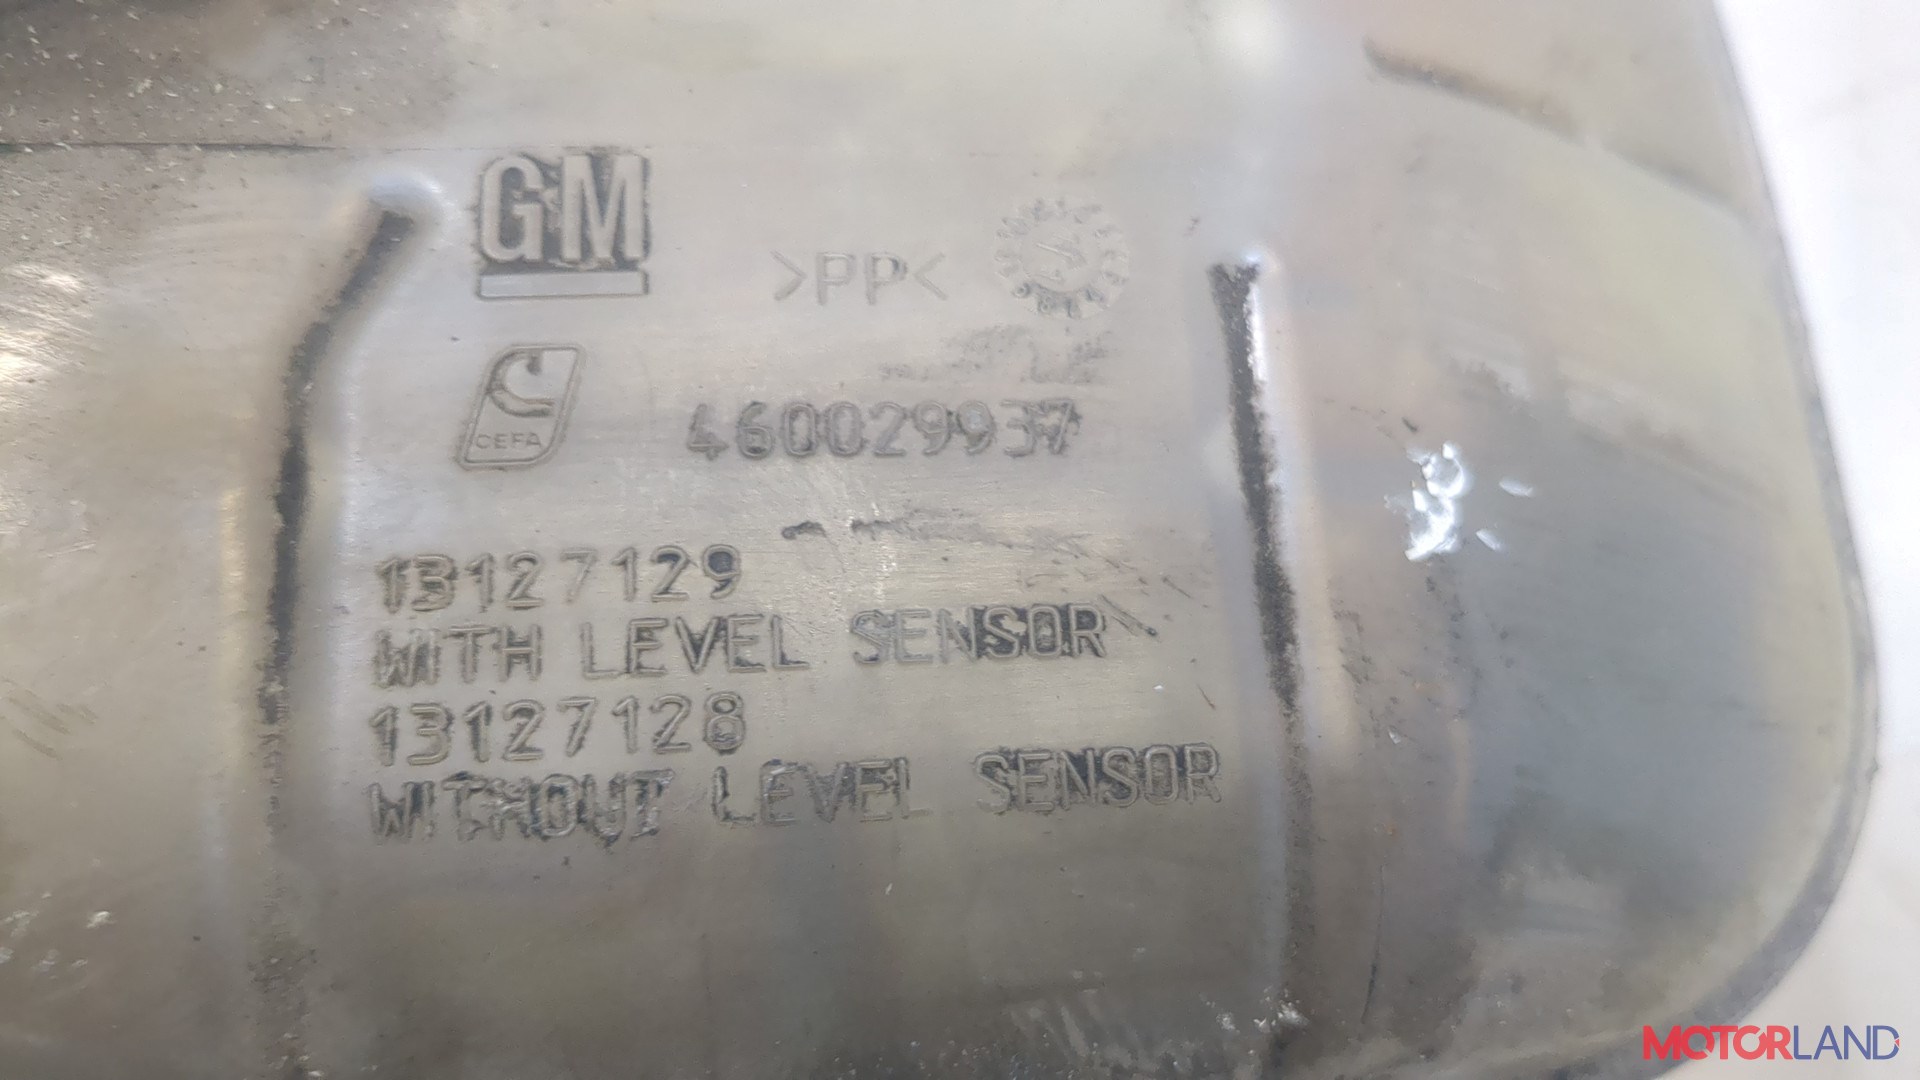 GM
>PP<
CEFA
460029937
13127129
WITH LEVEL SENSOR
13127128
WITHOUT LEVEL SENSOR
MOTORLAND